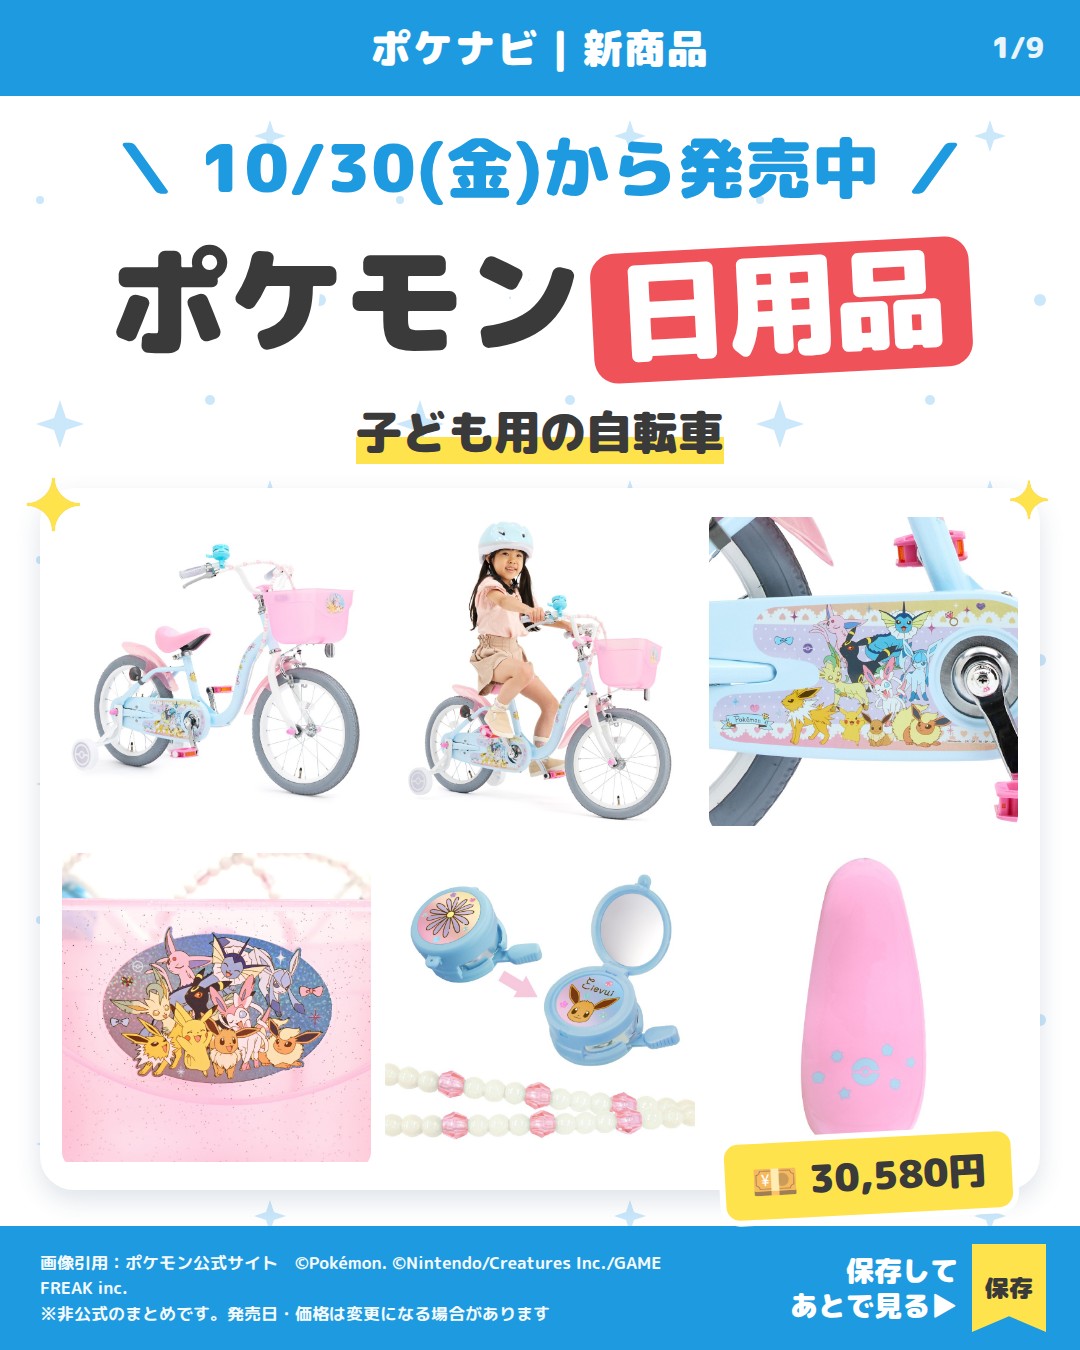 ポケナビ | 新商品
1/9
\ 10/30(金)から発売中 /
ポケモン 日用品
子ども用の自転車
Pokémon
Eievui
30,580円
画像引用：ポケモン公式サイト　©Pokémon. ©Nintendo/Creatures Inc./GAME
FREAK inc.
※非公式のまとめです。発売日・価格は変更になる場合があります
保存して
あとで見る▶
保存